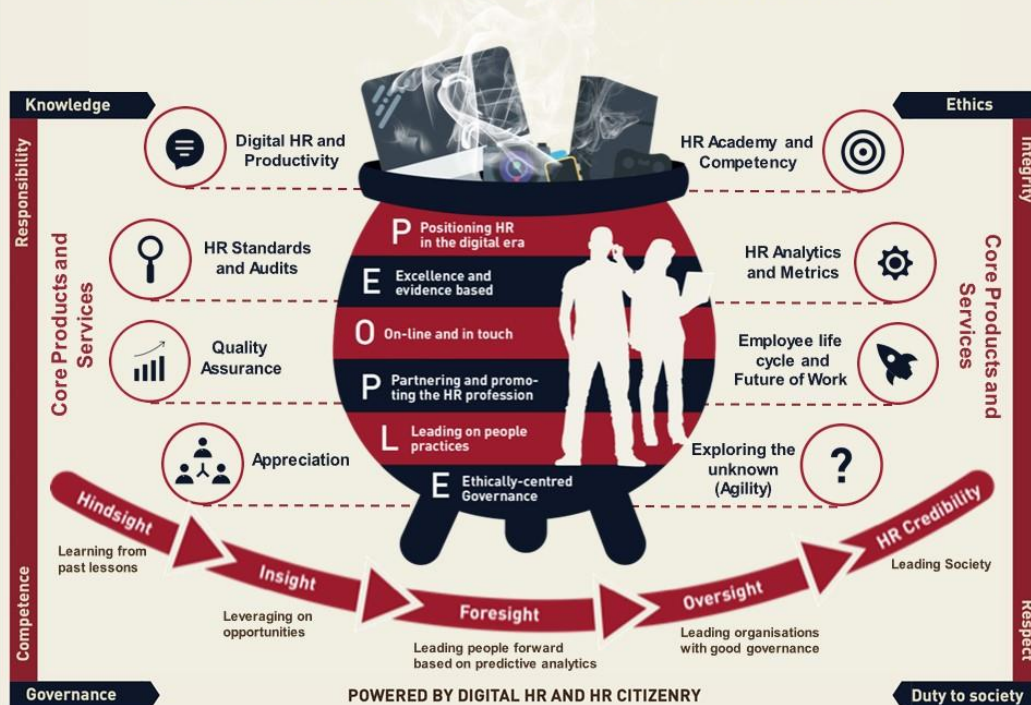 Knowledge
Ethics
Responsibility
Integrity
Core Products and
Services
Core Products and
Services
Digital HR and
Productivity
HR Academy and
Competency
HR Standards
and Audits
HR Analytics
and Metrics
Quality
Assurance
Employee life
cycle and
Future of Work
Appreciation
Exploring the
unknown
(Agility)
?
P Positioning HR
in the digital era
E Excellence and
evidence based
O On-line and in touch
P Partnering and promo-
ting the HR profession
L Leading on people
practices
E Ethically-centred
Governance
Hindsight
Learning from
past lessons
Insight
Leveraging on
opportunities
Foresight
Leading people forward
based on predictive analytics
Oversight
Leading organisations
with good governance
HR Credibility
Leading Society
Competence
Respect
Governance
POWERED BY DIGITAL HR AND HR CITIZENRY
Duty to society